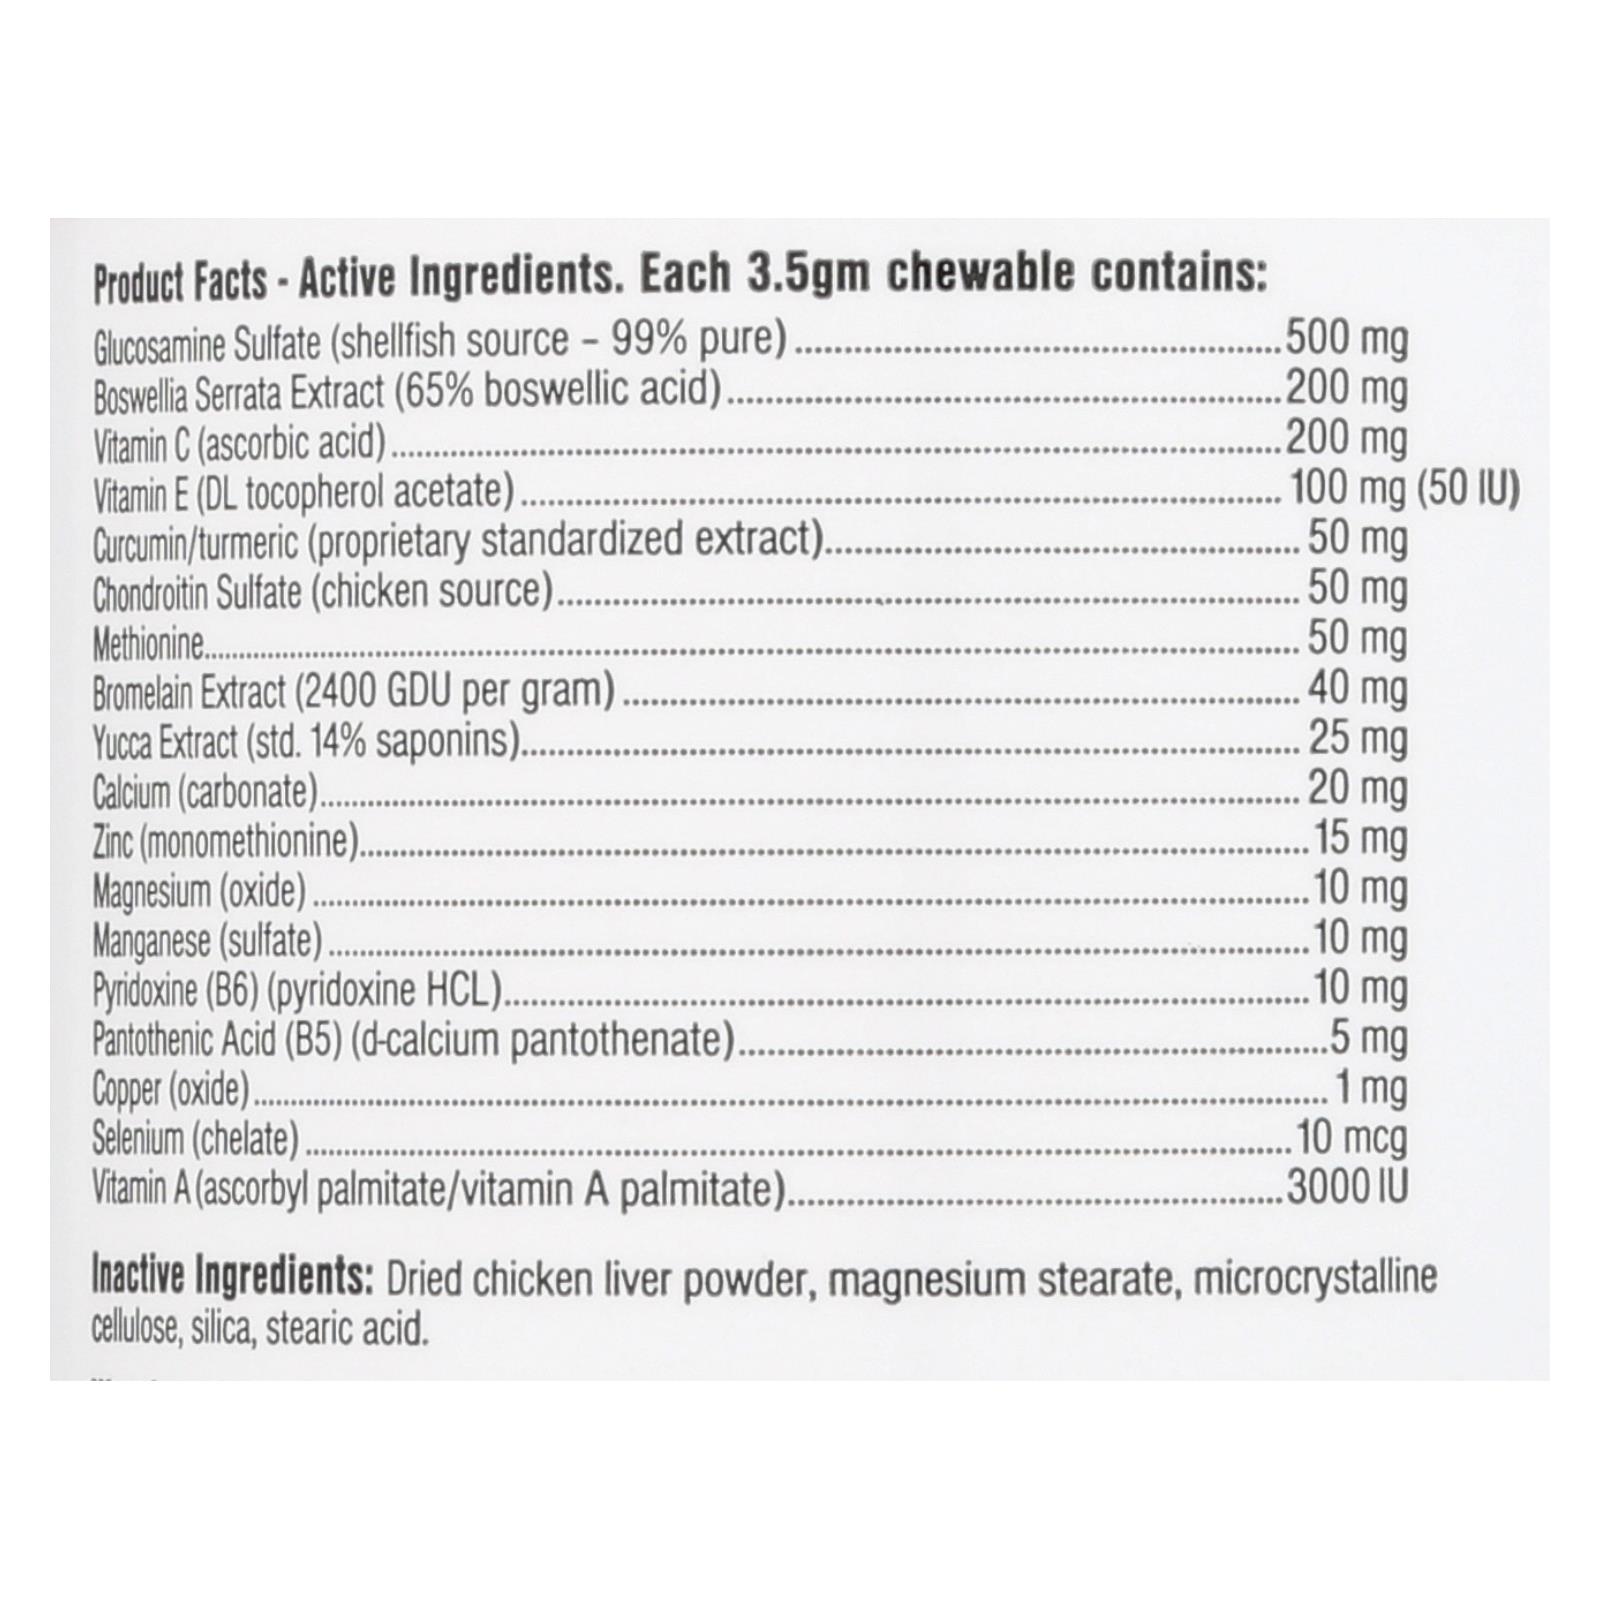 Product Facts - Active Ingredients. Each 3.5gm chewable contains:
Glucosamine Sulfate (shellfish source – 99% pure) 500 mg
Boswellia Serrata Extract (65% boswellic acid) 200 mg
Vitamin C (ascorbic acid) 200 mg
Vitamin E (DL tocopherol acetate) 100 mg (50 IU)
Curcumin/turmeric (proprietary standardized extract) 50 mg
Chondroitin Sulfate (chicken source) 50 mg
Methionine 50 mg
Bromelain Extract (2400 GDU per gram) 40 mg
Yucca Extract (std. 14% saponins) 25 mg
Calcium (carbonate) 20 mg
Zinc (monomethionine) 15 mg
Magnesium (oxide) 10 mg
Manganese (sulfate) 10 mg
Pyridoxine (B6) (pyridoxine HCL) 10 mg
Pantothenic Acid (B5) (d-calcium pantothenate) 5 mg
Copper (oxide) 1 mg
Selenium (chelate) 10 mcg
Vitamin A (ascorbyl palmitate/vitamin A palmitate) 3000 IU
Inactive Ingredients: Dried chicken liver powder, magnesium stearate, microcrystalline
cellulose, silica, stearic acid.